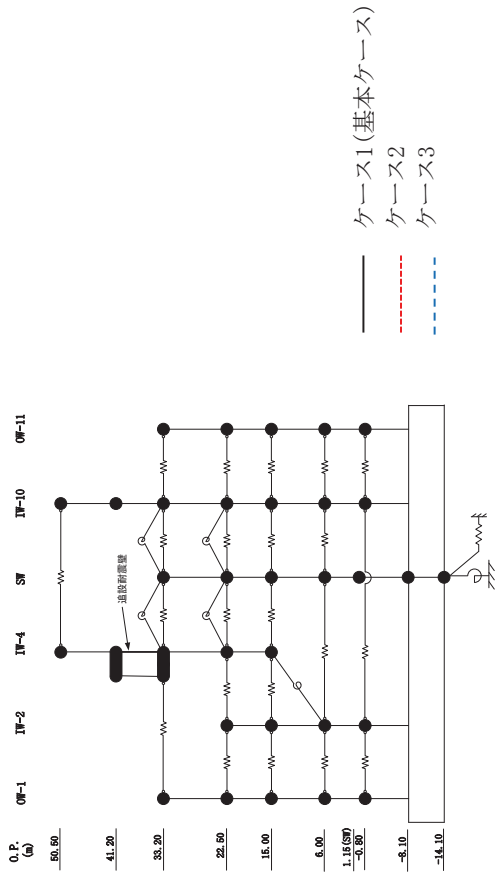 O.P.
(m)
OW-1
IW-2
IW-4
SW
IW-10
OW-11
50.50
41.20
33.20
22.50
15.00
6.00
1.15(SW)
-0.80
-8.10
-14.10
追設耐震壁
ケース1(基本ケース)
ケース2
ケース3